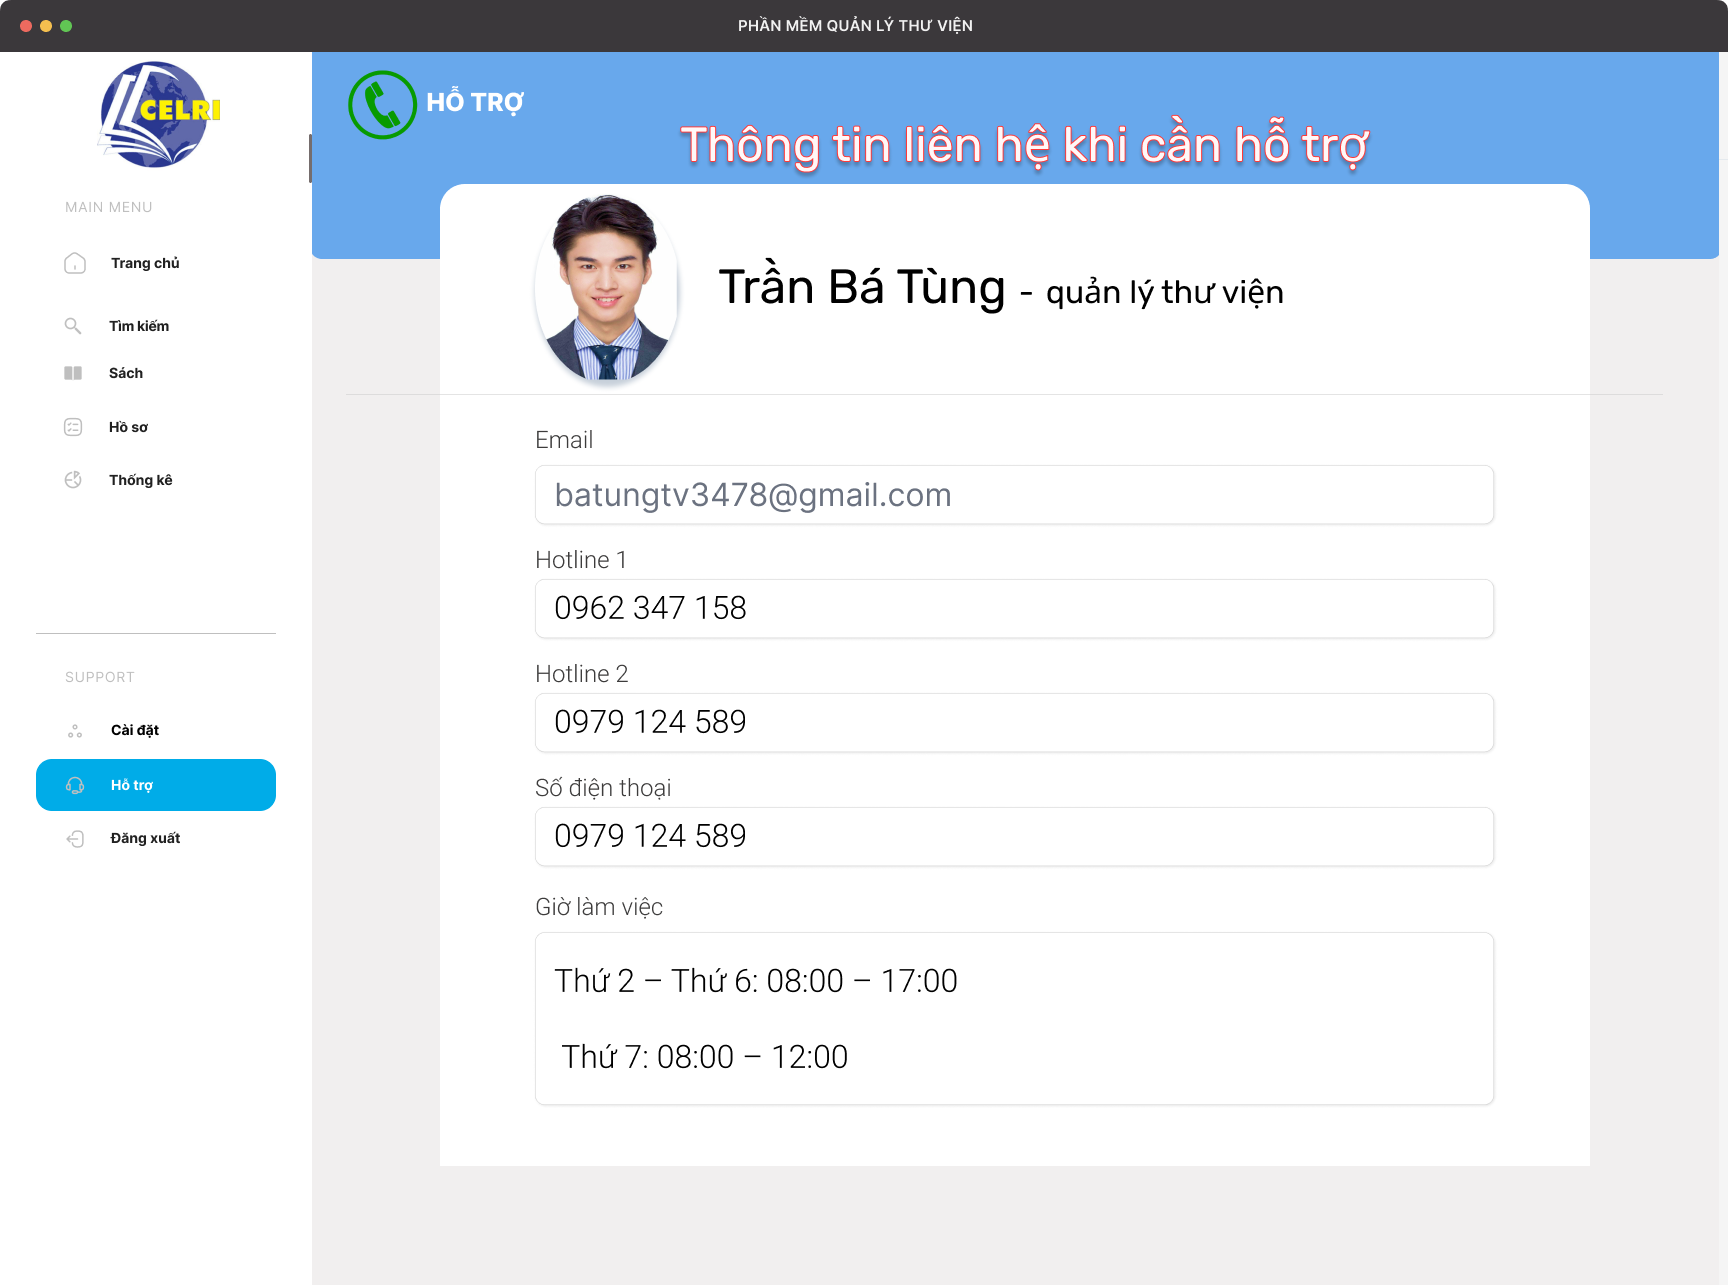 PHẦN MỀM QUẢN LÝ THƯ VIỆN
CELRI
MAIN MENU
Trang chủ
Tìm kiếm
Sách
Hồ sơ
Thống kê
SUPPORT
Cài đặt
Hỗ trợ
Đăng xuất
HỖ TRỢ
Thông tin liên hệ khi cần hỗ trợ
Trần Bá Tùng - quản lý thư viện
Email
batungtv3478@gmail.com
Hotline 1
0962 347 158
Hotline 2
0979 124 589
Số điện thoại
0979 124 589
Giờ làm việc
Thứ 2 – Thứ 6: 08:00 – 17:00
Thứ 7: 08:00 – 12:00